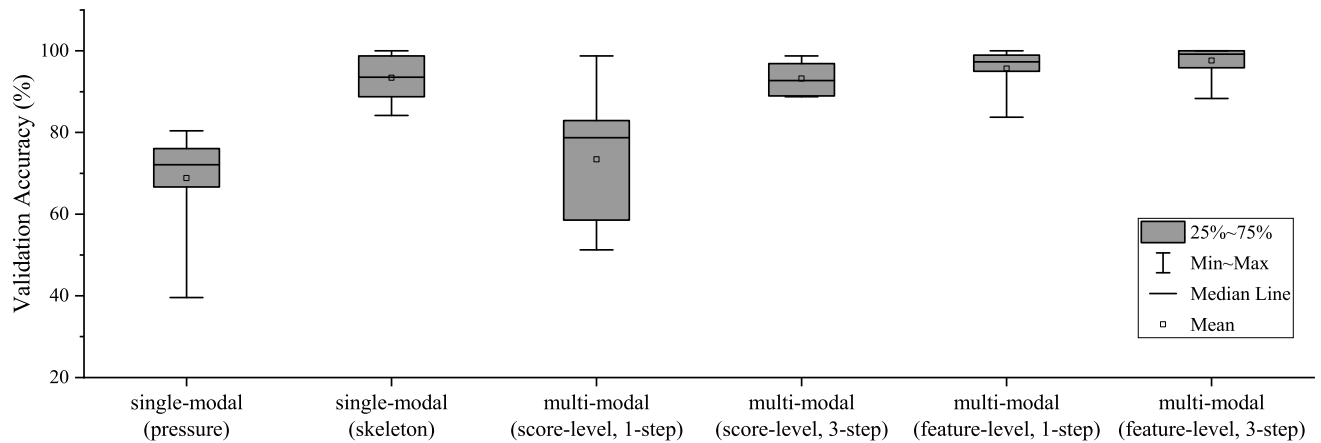 Validation Accuracy (%)
100
80
60
40
20
single-modal
(pressure)
single-modal
(skeleton)
multi-modal
(score-level, 1-step)
multi-modal
(score-level, 3-step)
multi-modal
(feature-level, 1-step)
multi-modal
(feature-level, 3-step)
25%~75%
Min~Max
Median Line
Mean